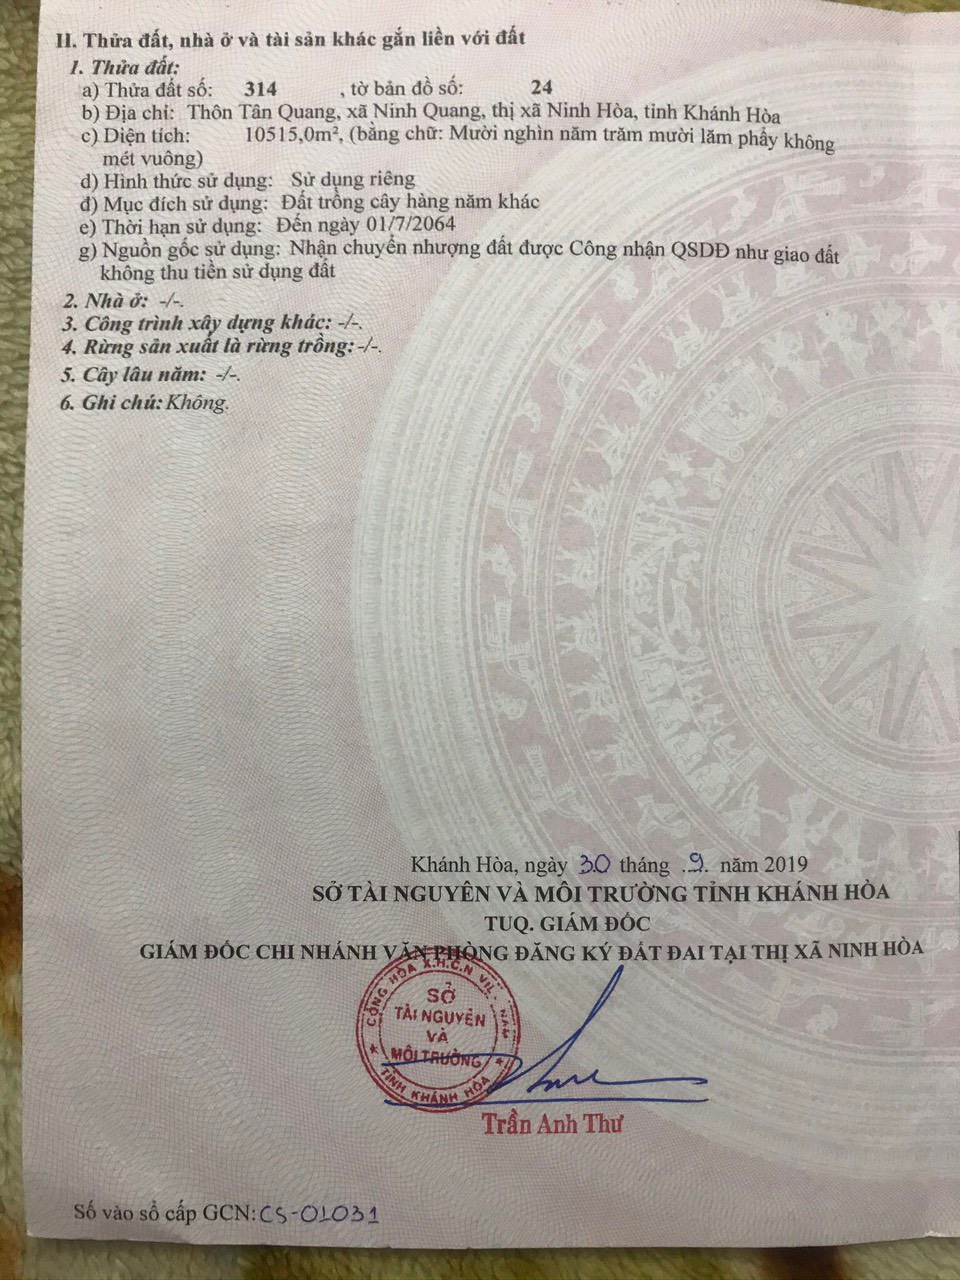 II. Thửa đất, nhà ở và tài sản khác gắn liền với đất
1. Thửa đất:
a) Thửa đất số: 314 , tờ bản đồ số: 24
b) Địa chỉ: Thôn Tân Quang, xã Ninh Quang, thị xã Ninh Hòa, tỉnh Khánh Hòa
c) Diện tích: 10515,0m², (bằng chữ: Mười nghìn năm trăm mười lăm phẩy không
mét vuông)
d) Hình thức sử dụng: Sử dụng riêng
đ) Mục đích sử dụng: Đất trồng cây hàng năm khác
e) Thời hạn sử dụng: Đến ngày 01/7/2064
g) Nguồn gốc sử dụng: Nhận chuyển nhượng đất được Công nhận QSDĐ như giao đất
không thu tiền sử dụng đất
2. Nhà ở: -/-.
3. Công trình xây dựng khác: -/-.
4. Rừng sản xuất là rừng trồng: -/-.
5. Cây lâu năm: -/-.
6. Ghi chú: Không.
Khánh Hòa, ngày 30 tháng .9. năm 2019
SỞ TÀI NGUYÊN VÀ MÔI TRƯỜNG TỈNH KHÁNH HÒA
TUQ. GIÁM ĐỐC
GIÁM ĐỐC CHI NHÁNH VĂN PHÒNG ĐĂNG KÝ ĐẤT ĐAI TẠI THỊ XÃ NINH HÒA
CỘNG HÒA X.H.C.N VIỆT NAM
SỞ
TÀI NGUYÊN
VÀ
MÔI TRƯỜNG
TỈNH KHÁNH HÒA
Trần Anh Thư
Số vào sổ cấp GCN: CS-01031